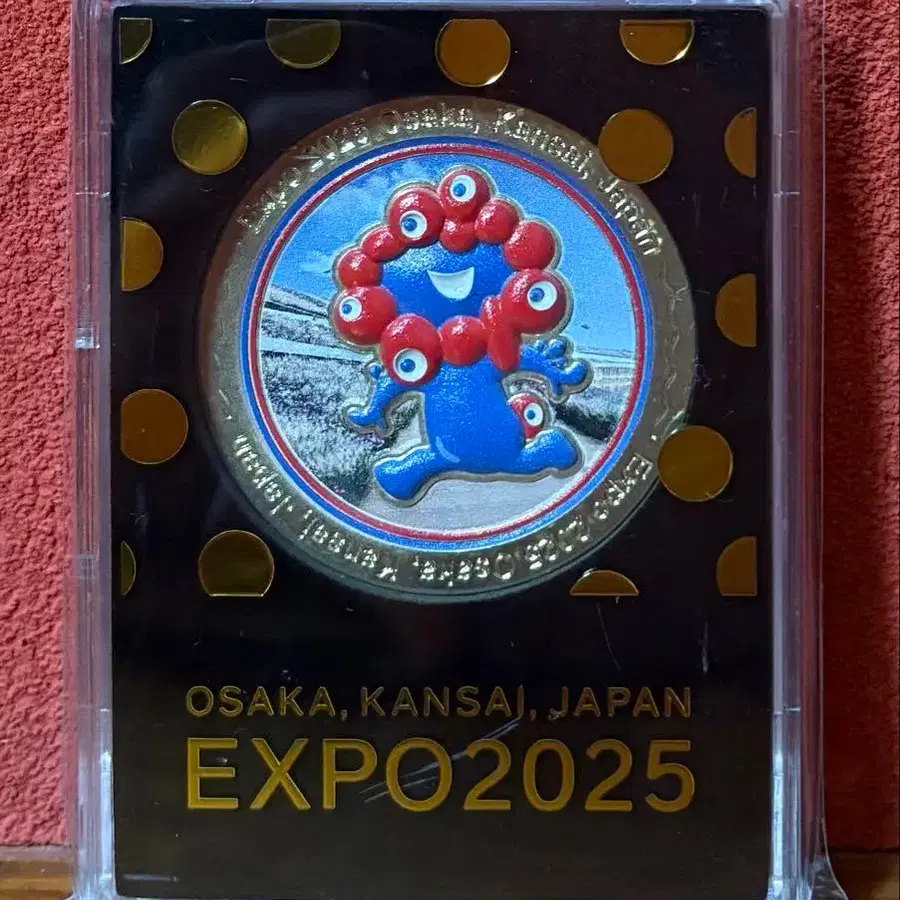 Expo 2025 Osaka, Kansai, Japan
Expo 2025 Osaka, Kansai, Japan
OSAKA, KANSAI, JAPAN
EXPO2025